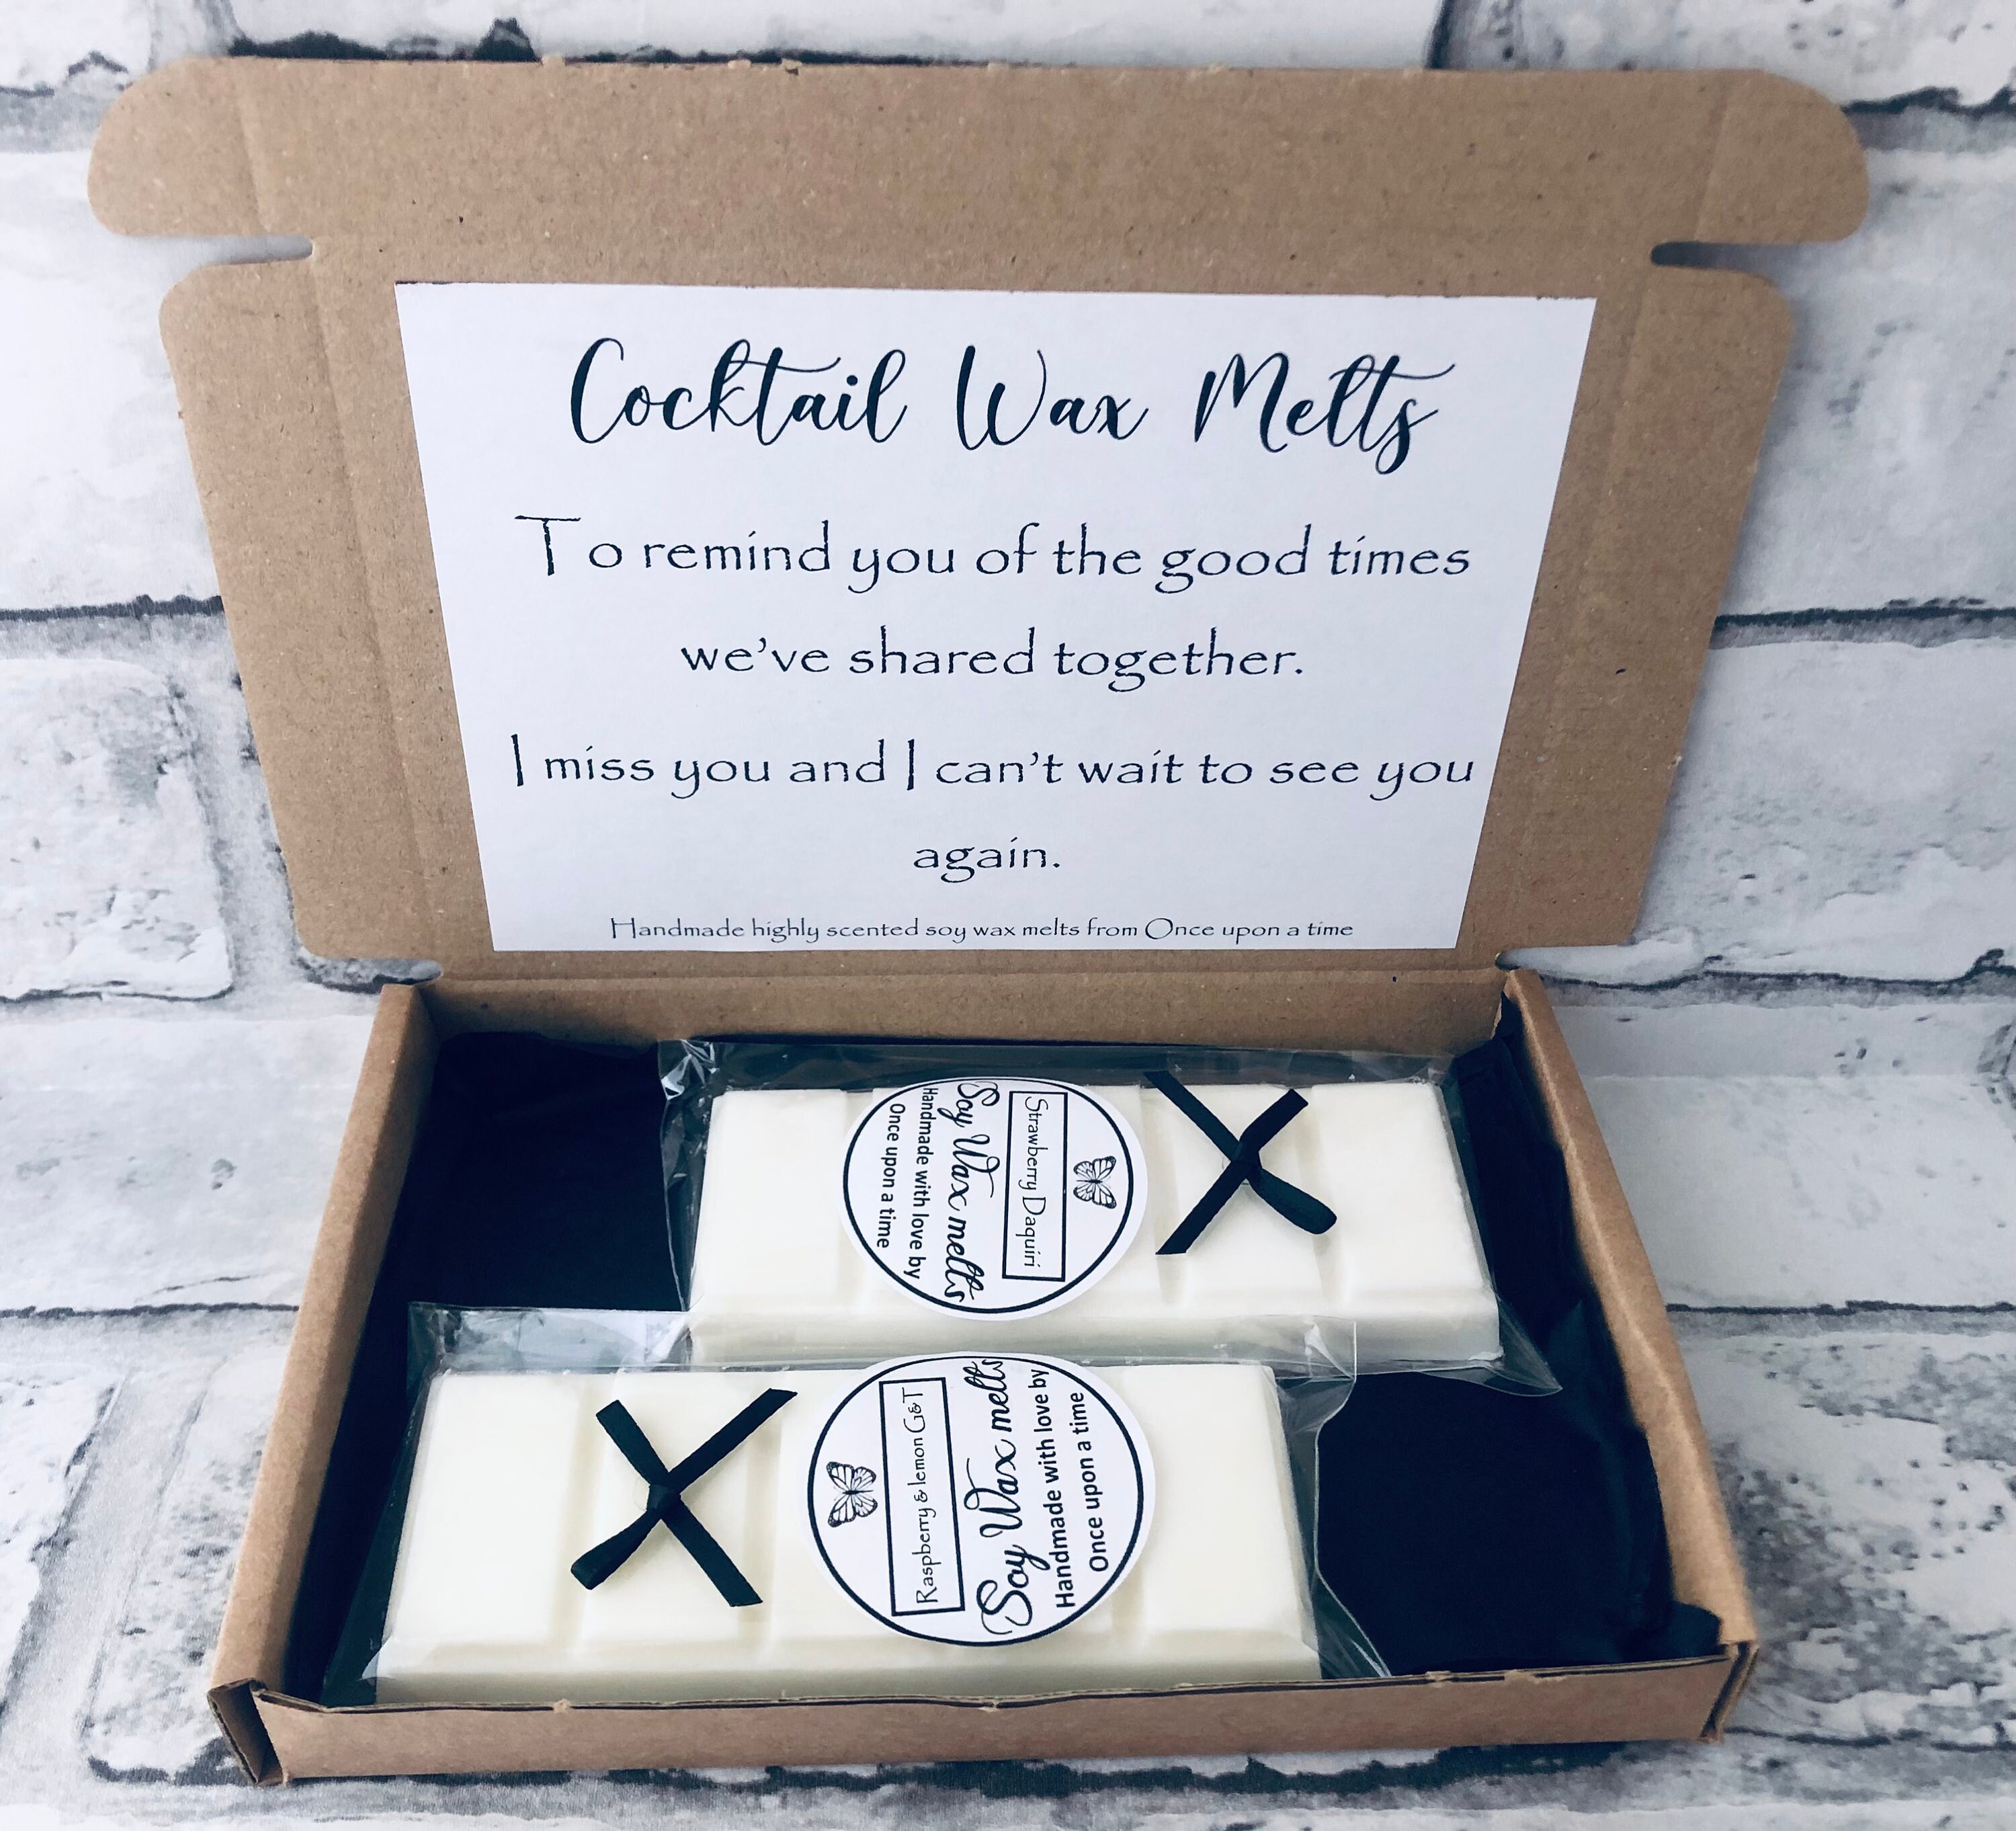 Cocktail Wax Melts
To remind you of the good times
we've shared together.
I miss you and I can't wait to see you
again.
Handmade highly scented soy wax melts from Once upon a time
Strawberry Daquiri
Soy Wax melts
Handmade with love by
Once upon a time
Raspberry & lemon G&T
Soy Wax melts
Handmade with love by
Once upon a time